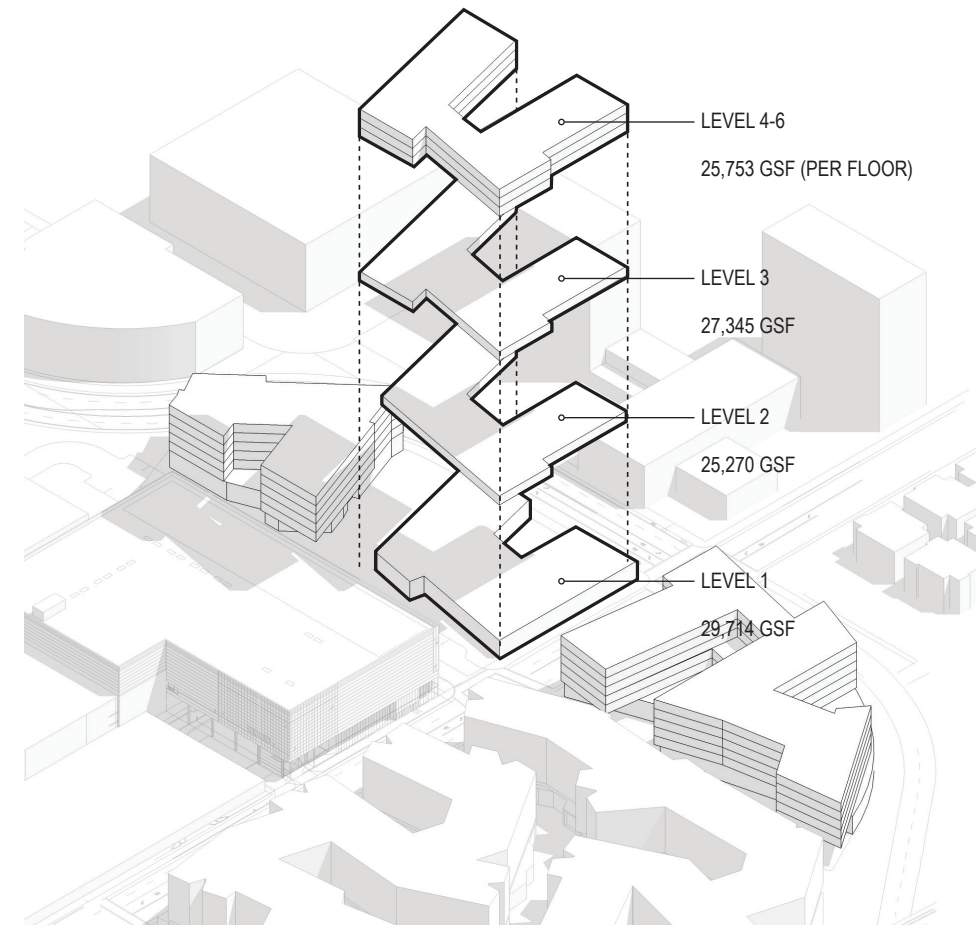 LEVEL 4-6
25,753 GSF (PER FLOOR)
LEVEL 3
27,345 GSF
LEVEL 2
25,270 GSF
LEVEL 1
29,714 GSF